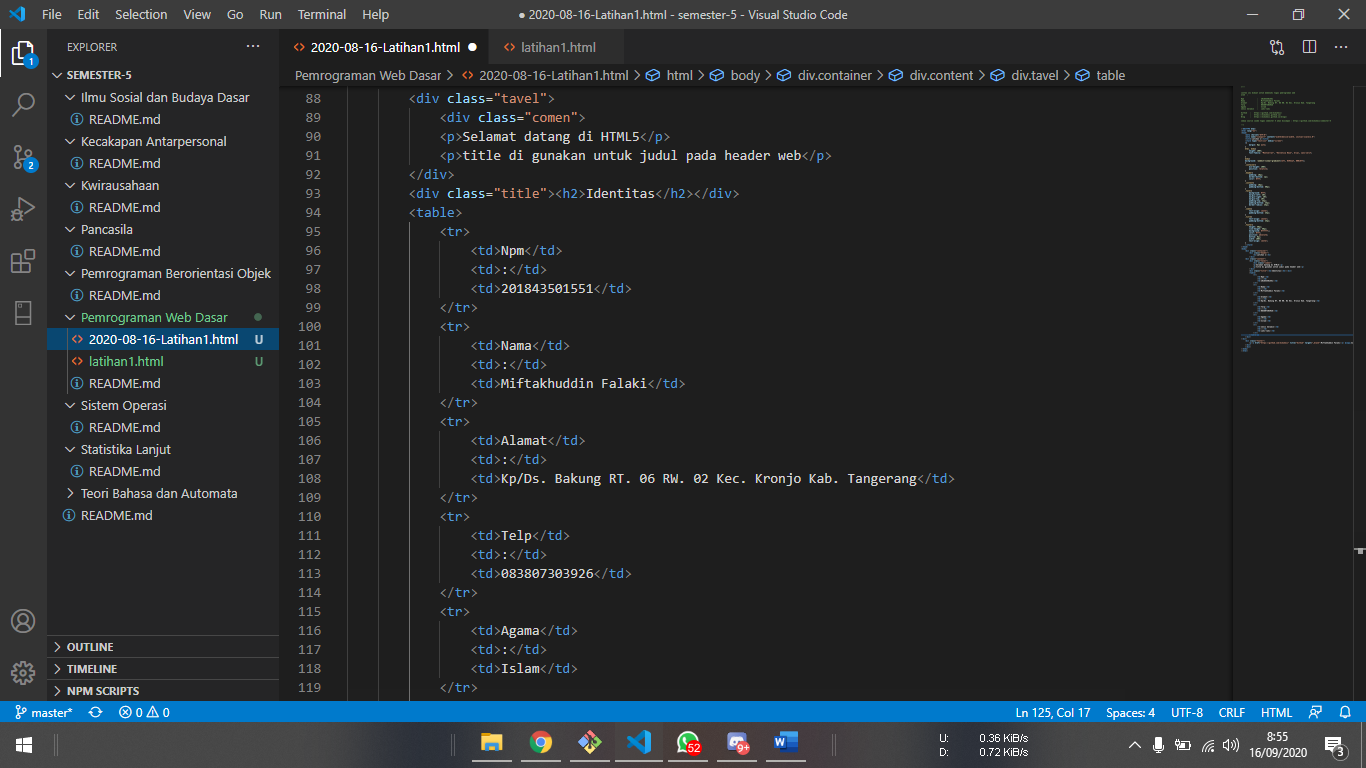 File Edit Selection View Go Run Terminal Help
● 2020-08-16-Latihan1.html - semester-5 - Visual Studio Code
EXPLORER
2020-08-16-Latihan1.html
latihan1.html
Pemrograman Web Dasar > 2020-08-16-Latihan1.html > html > body > div.container > div.content > div.tavel > table
1
2
SEMESTER-5
Ilmu Sosial dan Budaya Dasar
README.md
Kecakapan Antarpersonal
README.md
Kwirausahaan
README.md
Pancasila
README.md
Pemrograman Berorientasi Objek
README.md
Pemrograman Web Dasar
2020-08-16-Latihan1.html U
latihan1.html U
README.md
Sistem Operasi
README.md
Statistika Lanjut
README.md
Teori Bahasa dan Automata
README.md
OUTLINE
TIMELINE
NPM SCRIPTS
88 <div class="tavel">
89 <div class="comen">
90 <p>Selamat datang di HTML5</p>
91 <p>title di gunakan untuk judul pada header web</p>
92 </div>
93 <div class="title"><h2>Identitas</h2></div>
94 <table>
95 <tr>
96 <td>Npm</td>
97 <td>:</td>
98 <td>201843501551</td>
99 </tr>
100 <tr>
101 <td>Nama</td>
102 <td>:</td>
103 <td>Miftakhuddin Falaki</td>
104 </tr>
105 <tr>
106 <td>Alamat</td>
107 <td>:</td>
108 <td>Kp/Ds. Bakung RT. 06 RW. 02 Kec. Kronjo Kab. Tangerang</td>
109 </tr>
110 <tr>
111 <td>Telp</td>
112 <td>:</td>
113 <td>083807303926</td>
114 </tr>
115 <tr>
116 <td>Agama</td>
117 <td>:</td>
118 <td>Islam</td>
119 </tr>
master* 0 0 Ln 125, Col 17 Spaces: 4 UTF-8 CRLF HTML
52
9+
U: 0.36 KiB/s
D: 0.72 KiB/s
8:55
16/09/2020
3